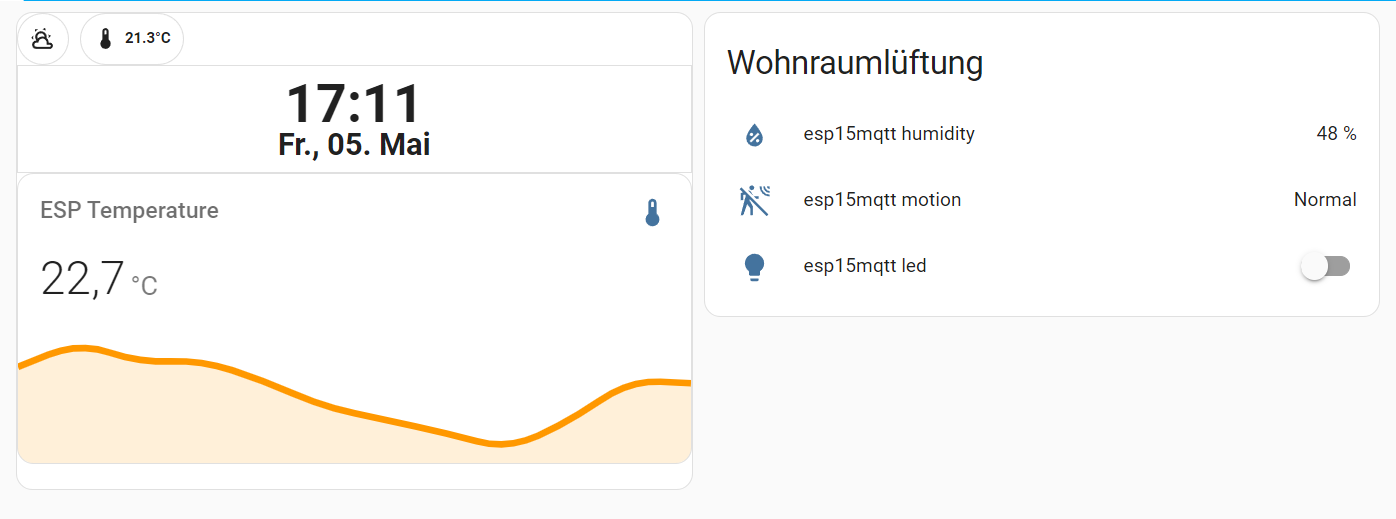 21.3°C
17:11
Fr., 05. Mai
ESP Temperature
22,7 °C
Wohnraumlüftung
esp15mqtt humidity 48 %
esp15mqtt motion Normal
esp15mqtt led